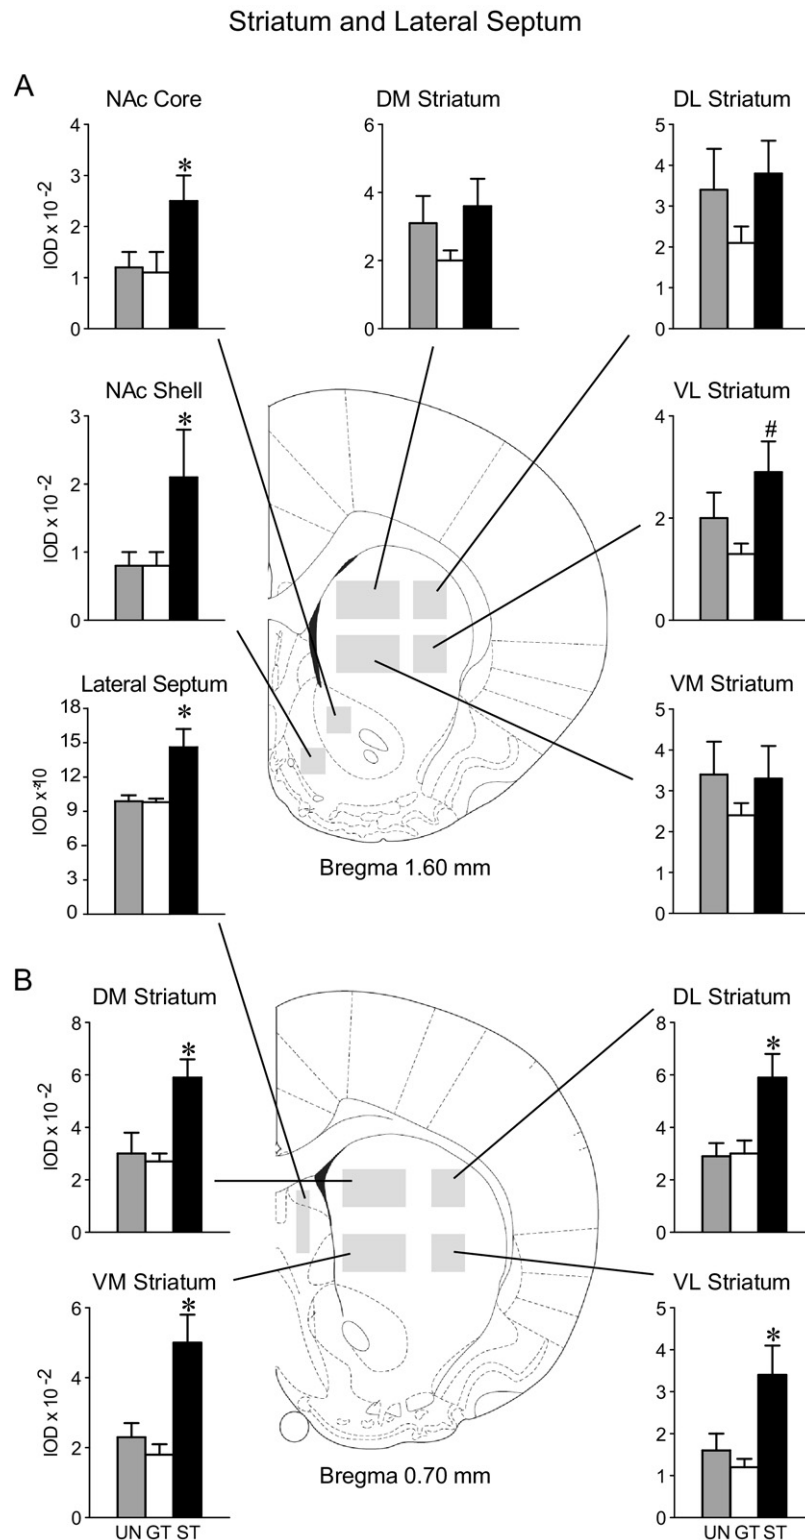 Striatum and Lateral Septum
A
NAc Core
DM Striatum
DL Striatum
IOD x 10-2
4
3
2
1
0
*
6
4
2
0
5
4
3
2
1
0
NAc Shell
VL Striatum
IOD x 10-2
3
2
1
0
*
4
2
0
#
Lateral Septum
VM Striatum
IOD x10-2
18
15
12
9
6
3
0
*
5
4
3
2
1
0
Bregma 1.60 mm
B
DM Striatum
DL Striatum
IOD x 10-2
8
6
4
2
0
*
8
6
4
2
0
*
VM Striatum
VL Striatum
IOD x 10-2
6
4
2
0
*
5
4
3
2
1
0
*
Bregma 0.70 mm
UN GT ST
UN GT ST